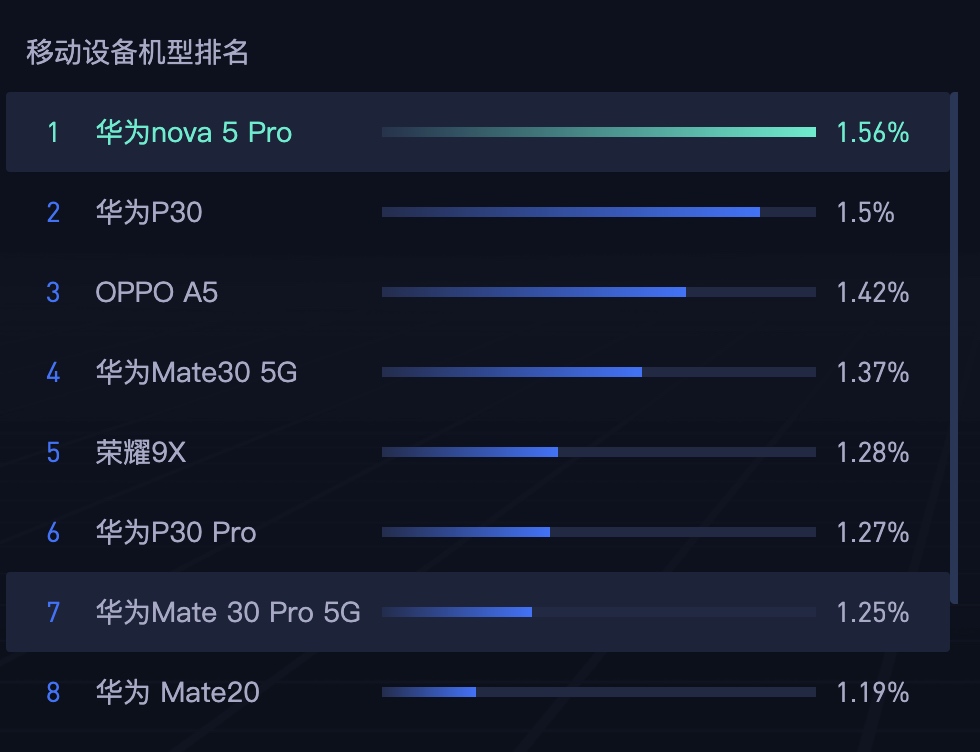 移动设备机型排名
1 华为nova 5 Pro 1.56%
2 华为P30 1.5%
3 OPPO A5 1.42%
4 华为Mate30 5G 1.37%
5 荣耀9X 1.28%
6 华为P30 Pro 1.27%
7 华为Mate 30 Pro 5G 1.25%
8 华为 Mate20 1.19%